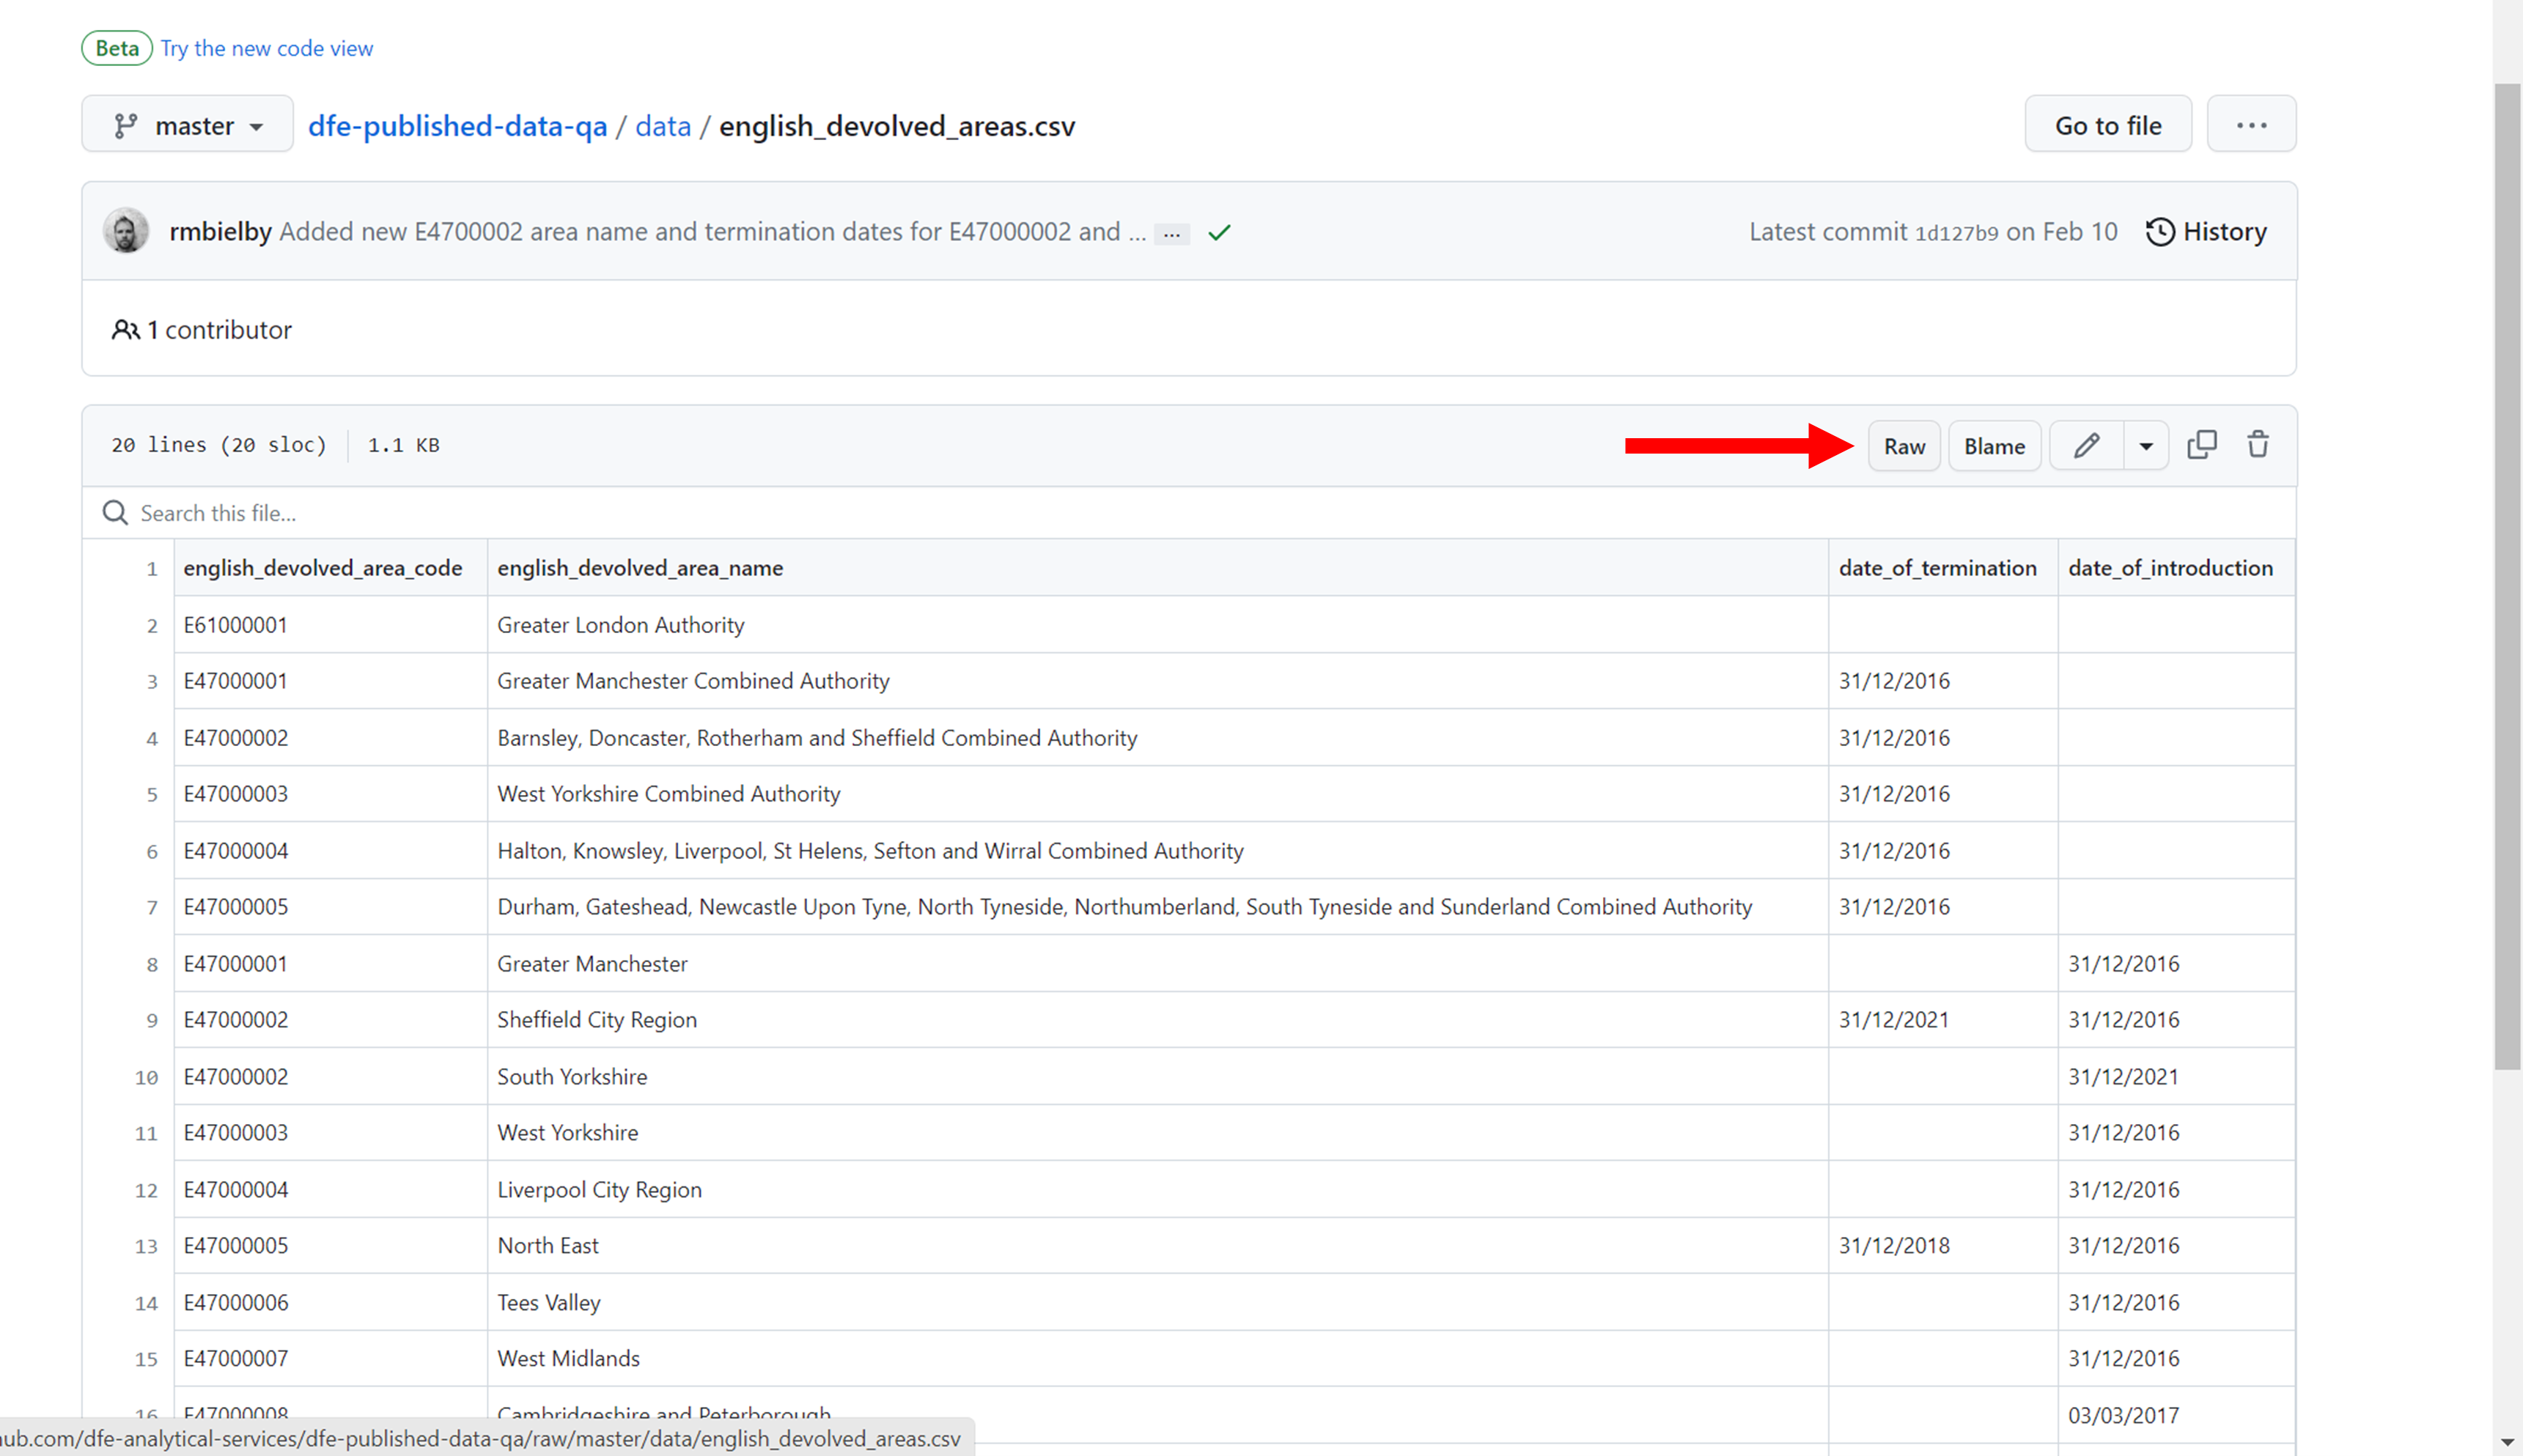 Beta Try the new code view
master dfe-published-data-qa / data / english_devolved_areas.csv Go to file ...
rmbielby Added new E4700002 area name and termination dates for E47000002 and ... ... Latest commit 1d127b9 on Feb 10 History
1 contributor
20 lines (20 sloc) 1.1 KB Raw Blame
Search this file...
1 english_devolved_area_code english_devolved_area_name date_of_termination date_of_introduction
2 E61000001 Greater London Authority
3 E47000001 Greater Manchester Combined Authority 31/12/2016
4 E47000002 Barnsley, Doncaster, Rotherham and Sheffield Combined Authority 31/12/2016
5 E47000003 West Yorkshire Combined Authority 31/12/2016
6 E47000004 Halton, Knowsley, Liverpool, St Helens, Sefton and Wirral Combined Authority 31/12/2016
7 E47000005 Durham, Gateshead, Newcastle Upon Tyne, North Tyneside, Northumberland, South Tyneside and Sunderland Combined Authority 31/12/2016
8 E47000001 Greater Manchester 31/12/2016
9 E47000002 Sheffield City Region 31/12/2021 31/12/2016
10 E47000002 South Yorkshire 31/12/2021
11 E47000003 West Yorkshire 31/12/2016
12 E47000004 Liverpool City Region 31/12/2016
13 E47000005 North East 31/12/2018 31/12/2016
14 E47000006 Tees Valley 31/12/2016
15 E47000007 West Midlands 31/12/2016
16 E47000008 Cambridgeshire and Peterborough 03/03/2017
hub.com/dfe-analytical-services/dfe-published-data-qa/raw/master/data/english_devolved_areas.csv